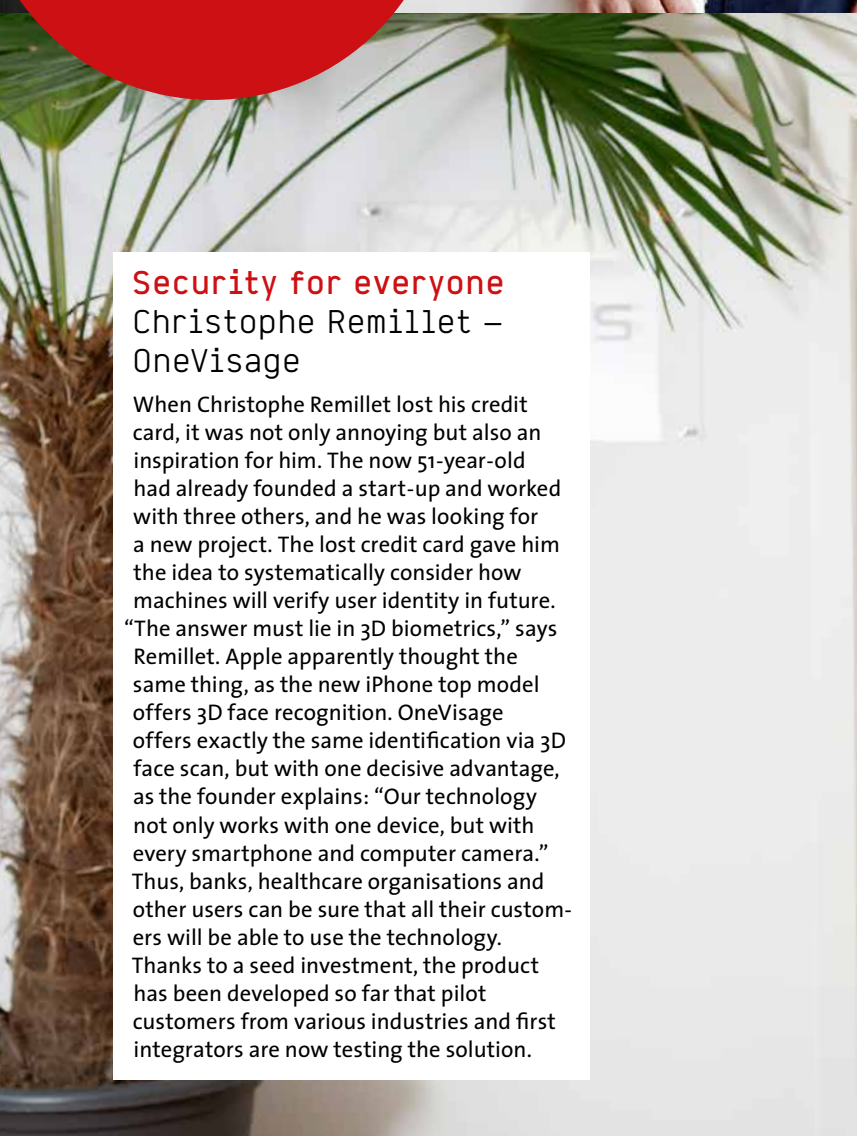 Security for everyone
Christophe Remillet –
OneVisage
When Christophe Remillet lost his credit
card, it was not only annoying but also an
inspiration for him. The now 51-year-old
had already founded a start-up and worked
with three others, and he was looking for
a new project. The lost credit card gave him
the idea to systematically consider how
machines will verify user identity in future.
“The answer must lie in 3D biometrics,” says
Remillet. Apple apparently thought the
same thing, as the new iPhone top model
offers 3D face recognition. OneVisage
offers exactly the same identification via 3D
face scan, but with one decisive advantage,
as the founder explains: “Our technology
not only works with one device, but with
every smartphone and computer camera.”
Thus, banks, healthcare organisations and
other users can be sure that all their custom-
ers will be able to use the technology.
Thanks to a seed investment, the product
has been developed so far that pilot
customers from various industries and first
integrators are now testing the solution.